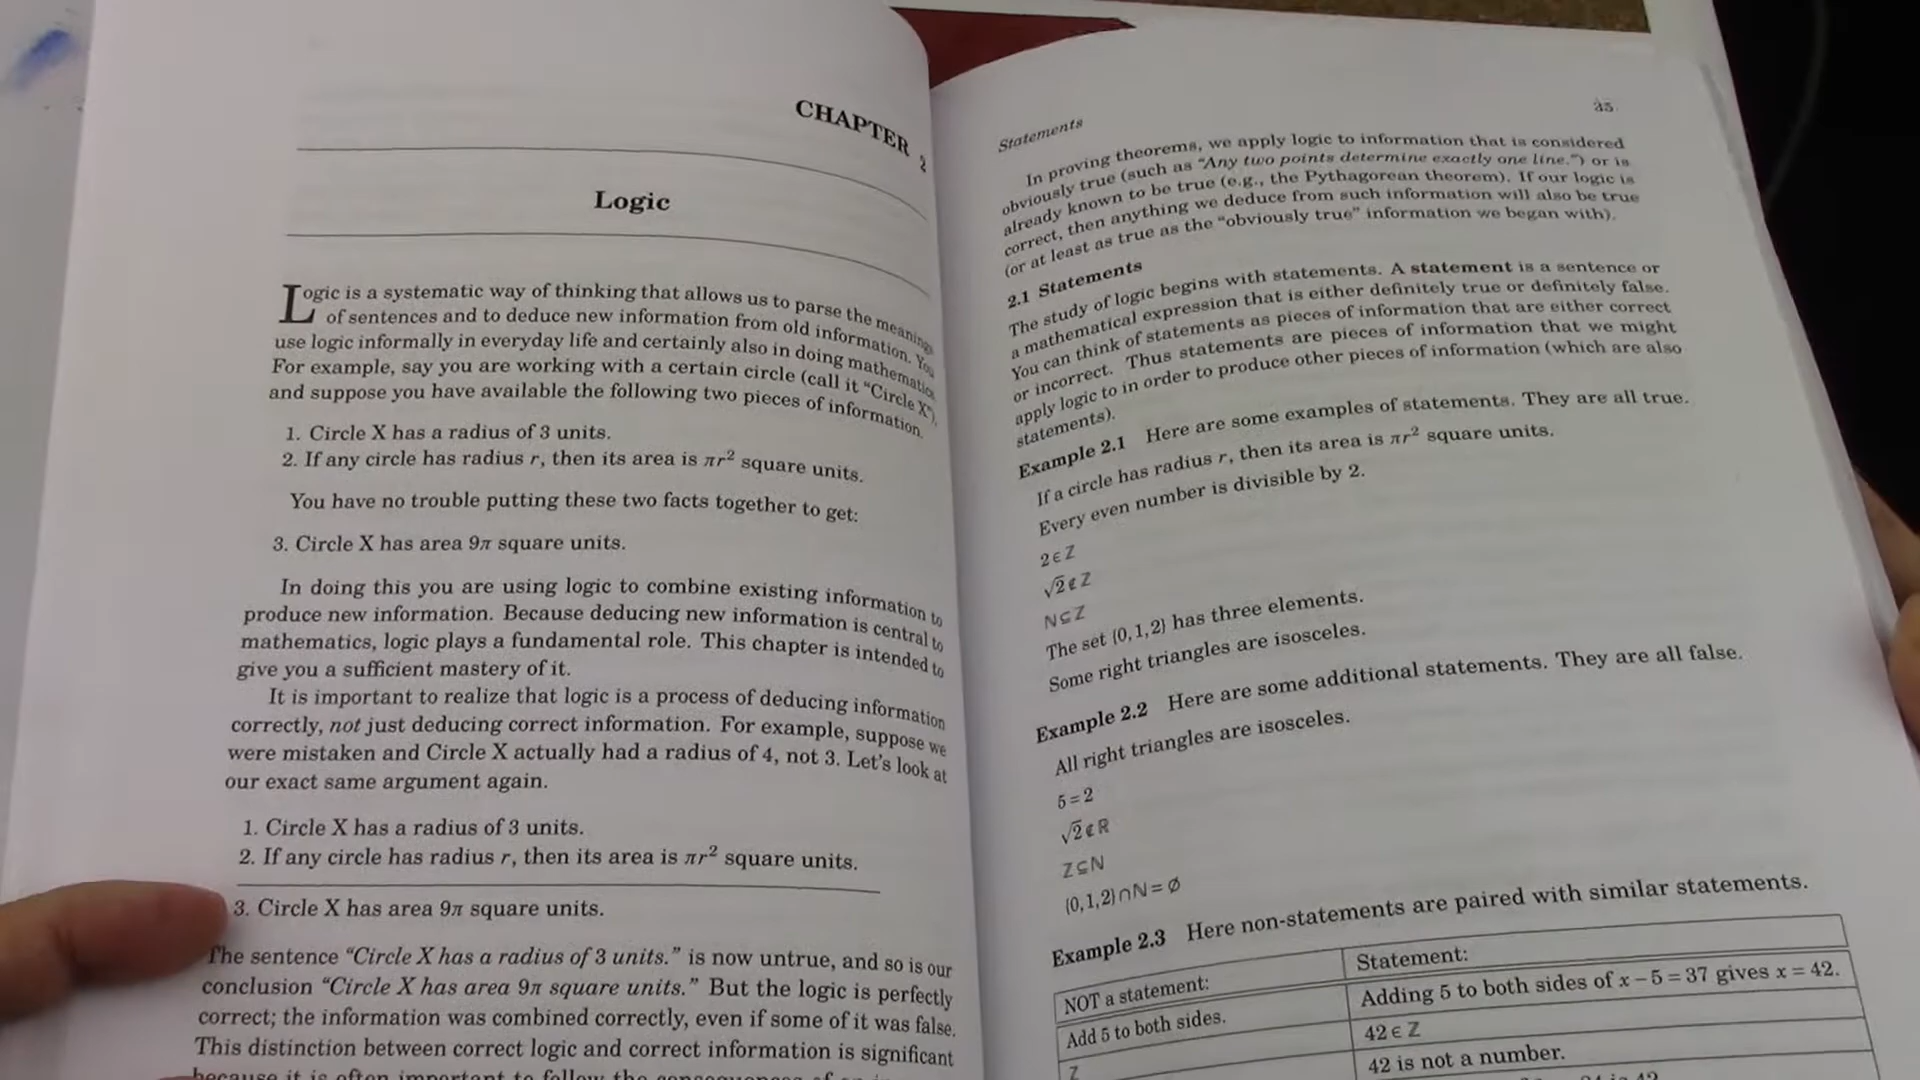 CHAPTER 2
Logic
Logic is a systematic way of thinking that allows us to parse the meanings
of sentences and to deduce new information from old information. You
use logic informally in everyday life and certainly also in doing mathematics.
For example, say you are working with a certain circle (call it “Circle X”),
and suppose you have available the following two pieces of information.
1. Circle X has a radius of 3 units.
2. If any circle has radius r, then its area is πr² square units.
You have no trouble putting these two facts together to get:
3. Circle X has area 9π square units.
In doing this you are using logic to combine existing information to
produce new information. Because deducing new information is central to
mathematics, logic plays a fundamental role. This chapter is intended to
give you a sufficient mastery of it.
It is important to realize that logic is a process of deducing information
correctly, not just deducing correct information. For example, suppose we
were mistaken and Circle X actually had a radius of 4, not 3. Let’s look at
our exact same argument again.
1. Circle X has a radius of 3 units.
2. If any circle has radius r, then its area is πr² square units.
3. Circle X has area 9π square units.
The sentence “Circle X has a radius of 3 units.” is now untrue, and so is our
conclusion “Circle X has area 9π square units.” But the logic is perfectly
correct; the information was combined correctly, even if some of it was false.
This distinction between correct logic and correct information is significant
because it is often important to follow the consequences of
Statements
35
In proving theorems, we apply logic to information that is considered
obviously true (such as “Any two points determine exactly one line.”) or is
already known to be true (e.g., the Pythagorean theorem). If our logic is
correct, then anything we deduce from such information will also be true
(or at least as true as the “obviously true” information we began with).
2.1 Statements
The study of logic begins with statements. A statement is a sentence or
a mathematical expression that is either definitely true or definitely false.
You can think of statements as pieces of information that are either correct
or incorrect. Thus statements are pieces of information that we might
apply logic to in order to produce other pieces of information (which are also
statements).
Example 2.1 Here are some examples of statements. They are all true.
If a circle has radius r, then its area is πr² square units.
Every even number is divisible by 2.
2 ∈ ℤ
√2 ∉ ℤ
ℕ ⊆ ℤ
The set {0,1,2} has three elements.
Some right triangles are isosceles.
Example 2.2 Here are some additional statements. They are all false.
All right triangles are isosceles.
5 = 2
√2 ∉ ℝ
ℤ ⊆ ℕ
{0,1,2} ∩ ℕ = ∅
Example 2.3 Here non-statements are paired with similar statements.
NOT a statement: Statement:
Add 5 to both sides. Adding 5 to both sides of x − 5 = 37 gives x = 42.
ℤ 42 ∈ ℤ
42 is not a number.